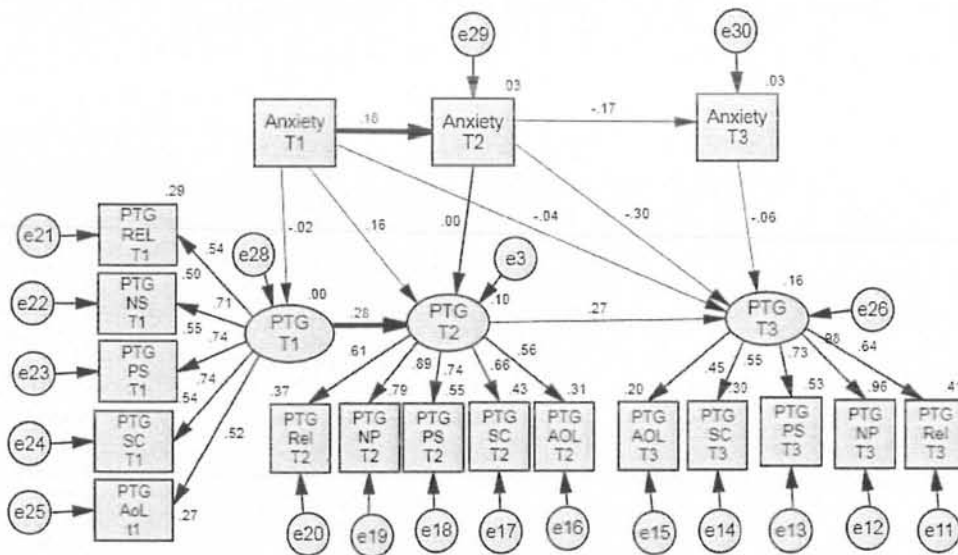 e29
e30
.03
.03
Anxiety
T1
.18
Anxiety
T2
-.17
Anxiety
T3
.29
PTG
REL
T1
e21
.54
-.02
.16
.00
-.04
-.30
-.06
e28
e3
.50
PTG
NS
T1
e22
.71
.00
.10
.16
.55
PTG
T1
.28
PTG
T2
.27
PTG
T3
e26
PTG
PS
T1
e23
.74
.74
.54
PTG
SC
T1
e24
.52
PTG
AoL
t1
e25
.27
.61
.89
.74
.66
.56
.37
.79
.55
.43
.31
PTG
Rel
T2
PTG
NP
T2
PTG
PS
T2
PTG
SC
T2
PTG
AOL
T2
e20
e19
e18
e17
e16
.45
.55
.73
.98
.64
.20
.30
.53
.96
.41
PTG
AOL
T3
PTG
SC
T3
PTG
PS
T3
PTG
NP
T3
PTG
Rel
T3
e15
e14
e13
e12
e11